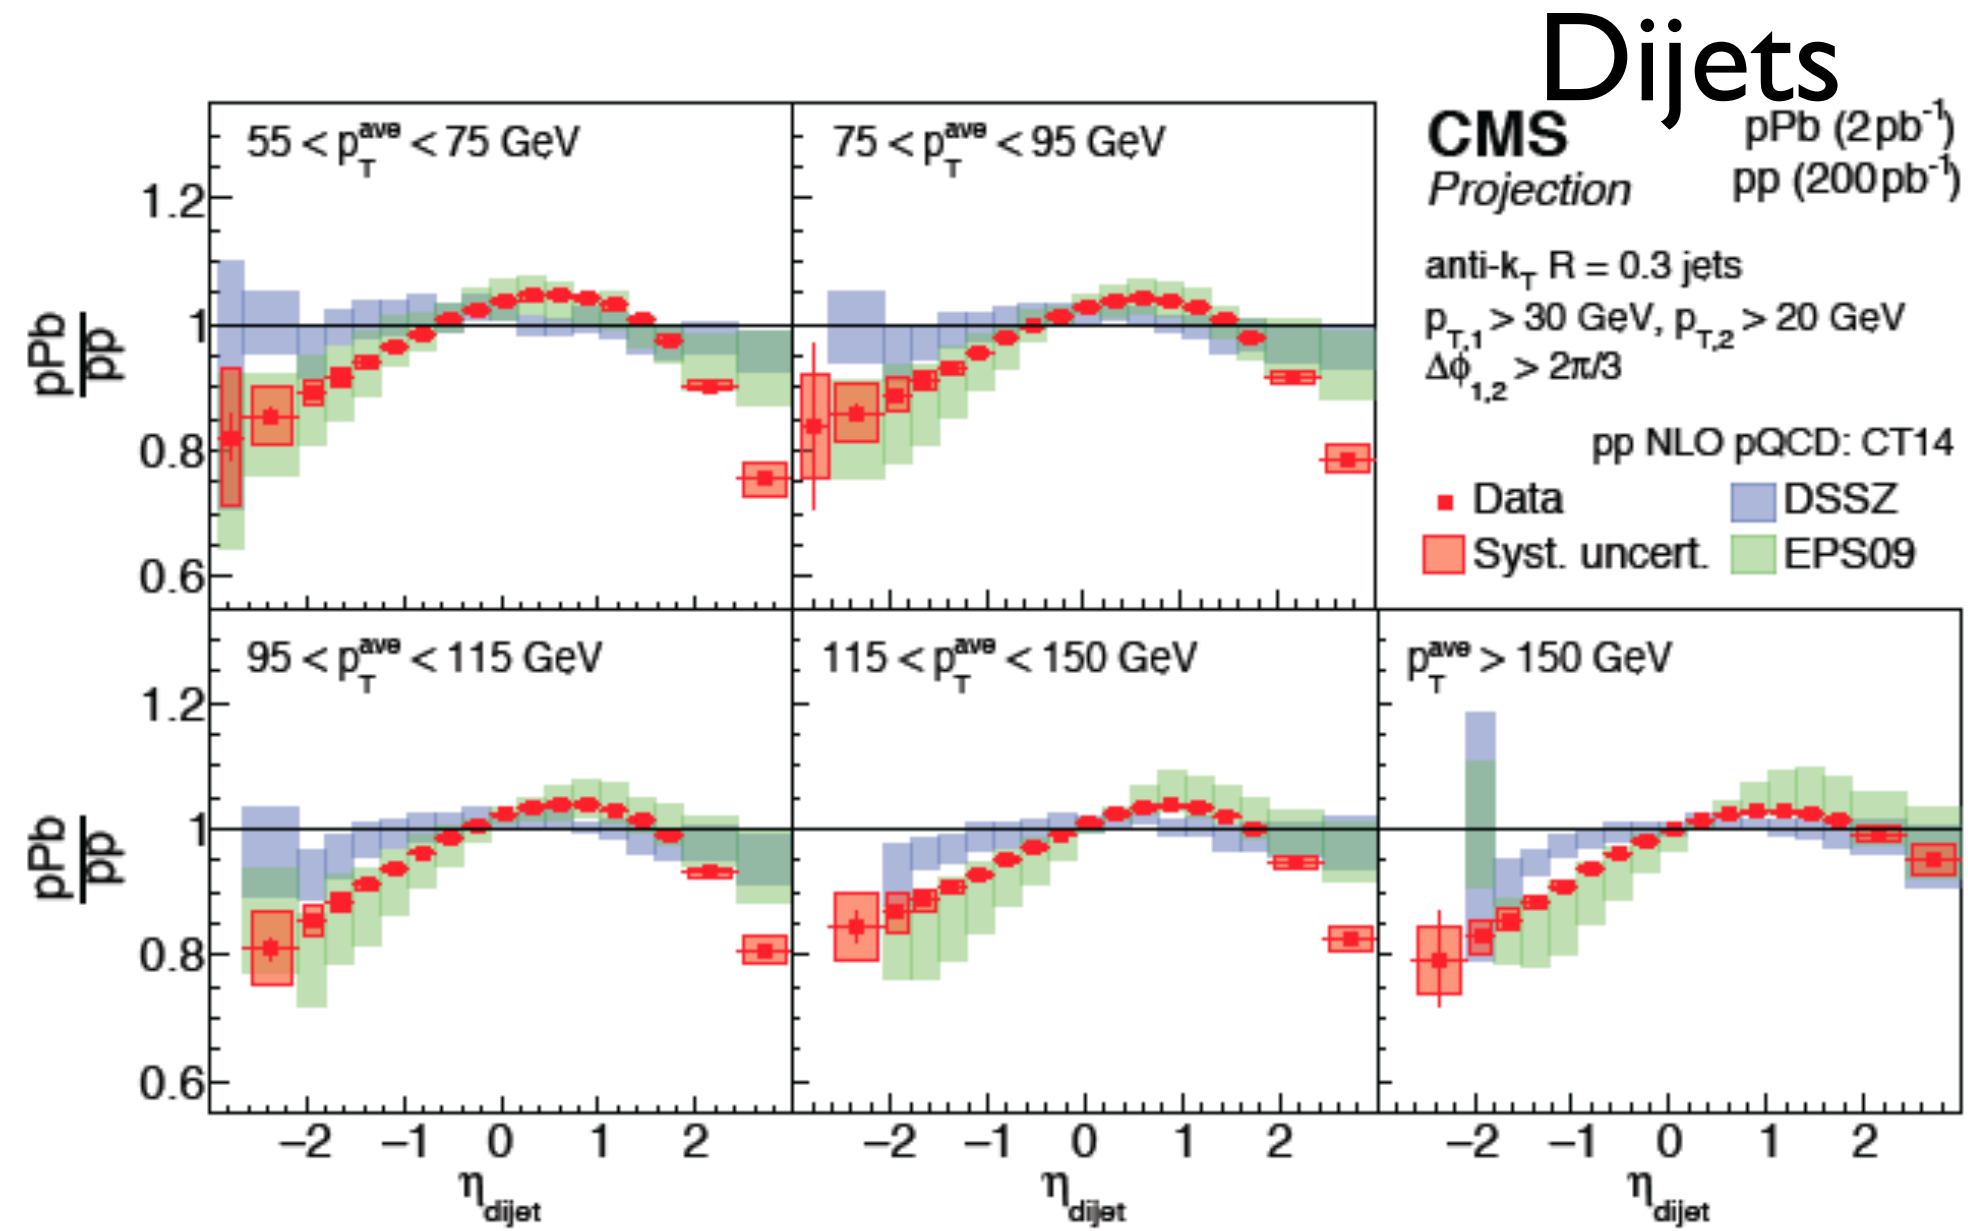 Dijets
CMS pPb (2 pb⁻¹)
Projection pp (200 pb⁻¹)
anti-k_T R = 0.3 jets
p_T,1 > 30 GeV, p_T,2 > 20 GeV
Δϕ_1,2 > 2π/3
pp NLO pQCD: CT14
Data DSSZ
Syst. uncert. EPS09
55 < p_T^ave < 75 GeV
75 < p_T^ave < 95 GeV
1.2
1
0.8
0.6
pPb
pp
95 < p_T^ave < 115 GeV
115 < p_T^ave < 150 GeV
p_T^ave > 150 GeV
1.2
1
0.8
0.6
pPb
pp
−2 −1 0 1 2
−2 −1 0 1 2
−2 −1 0 1 2
η_dijet
η_dijet
η_dijet